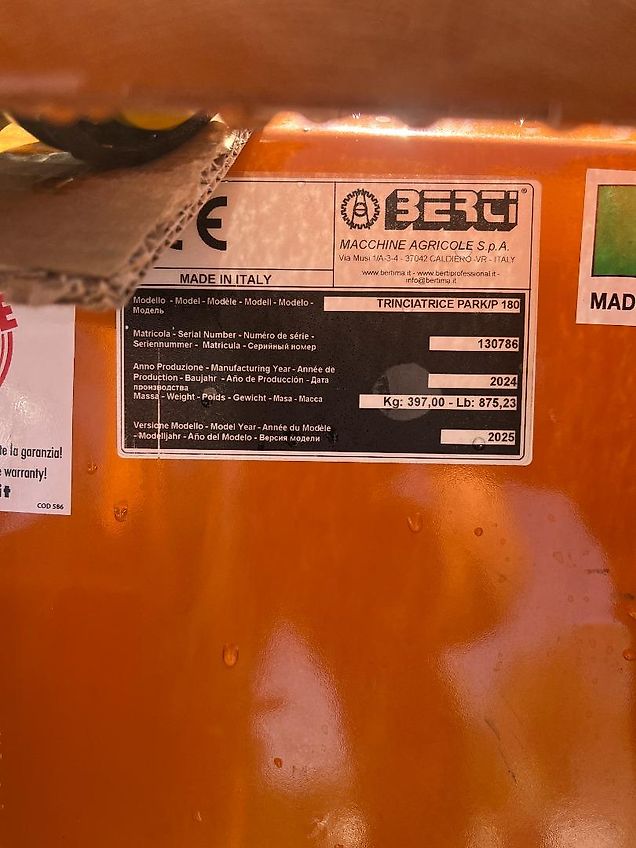 CE
BERTI®
MACCHINE AGRICOLE S.p.A.
Via Musi 1/A-3-4 - 37042 CALDIERO -VR - ITALY
www.bertima.it - www.bertiprofessional.it -
info@bertima.it
MADE IN ITALY
Modello - Model - Modèle - Modell - Modelo -
Модель
TRINCIATRICE PARK/P 180
Matricola - Serial Number - Numéro de série -
Seriennummer - Matricula - Серийный номер
130786
Anno Produzione - Manufacturing Year - Année de
Production - Baujahr - Año de Producción - Дата
производства
2024
Massa - Weight - Poids - Gewicht - Masa - Масса
Kg: 397,00 - Lb: 875,23
Versione Modello - Model Year - Année du Modèle
- Modelljahr - Año del Modelo - Версия модели
2025
te la garanzia!
warranty!
it
COD 586
MAD